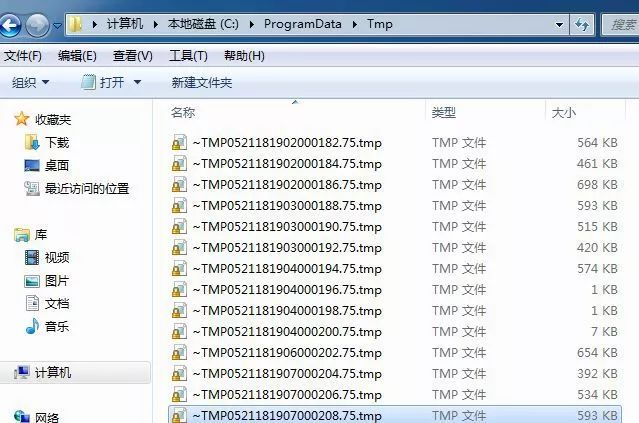 计算机 本地磁盘 (C:) ProgramData Tmp 搜索
文件(F) 编辑(E) 查看(V) 工具(T) 帮助(H)
组织 打开 新建文件夹
收藏夹
下载
桌面
最近访问的位置
库
视频
图片
文档
音乐
计算机
网络
名称 类型 大小
~TMP0521181902000182.75.tmp TMP 文件 564 KB
~TMP0521181902000184.75.tmp TMP 文件 461 KB
~TMP0521181902000186.75.tmp TMP 文件 698 KB
~TMP0521181903000188.75.tmp TMP 文件 593 KB
~TMP0521181903000190.75.tmp TMP 文件 515 KB
~TMP0521181903000192.75.tmp TMP 文件 420 KB
~TMP0521181904000194.75.tmp TMP 文件 574 KB
~TMP0521181904000196.75.tmp TMP 文件 1 KB
~TMP0521181904000198.75.tmp TMP 文件 1 KB
~TMP0521181904000200.75.tmp TMP 文件 7 KB
~TMP0521181906000202.75.tmp TMP 文件 654 KB
~TMP0521181907000204.75.tmp TMP 文件 392 KB
~TMP0521181907000206.75.tmp TMP 文件 534 KB
~TMP0521181907000208.75.tmp TMP 文件 593 KB